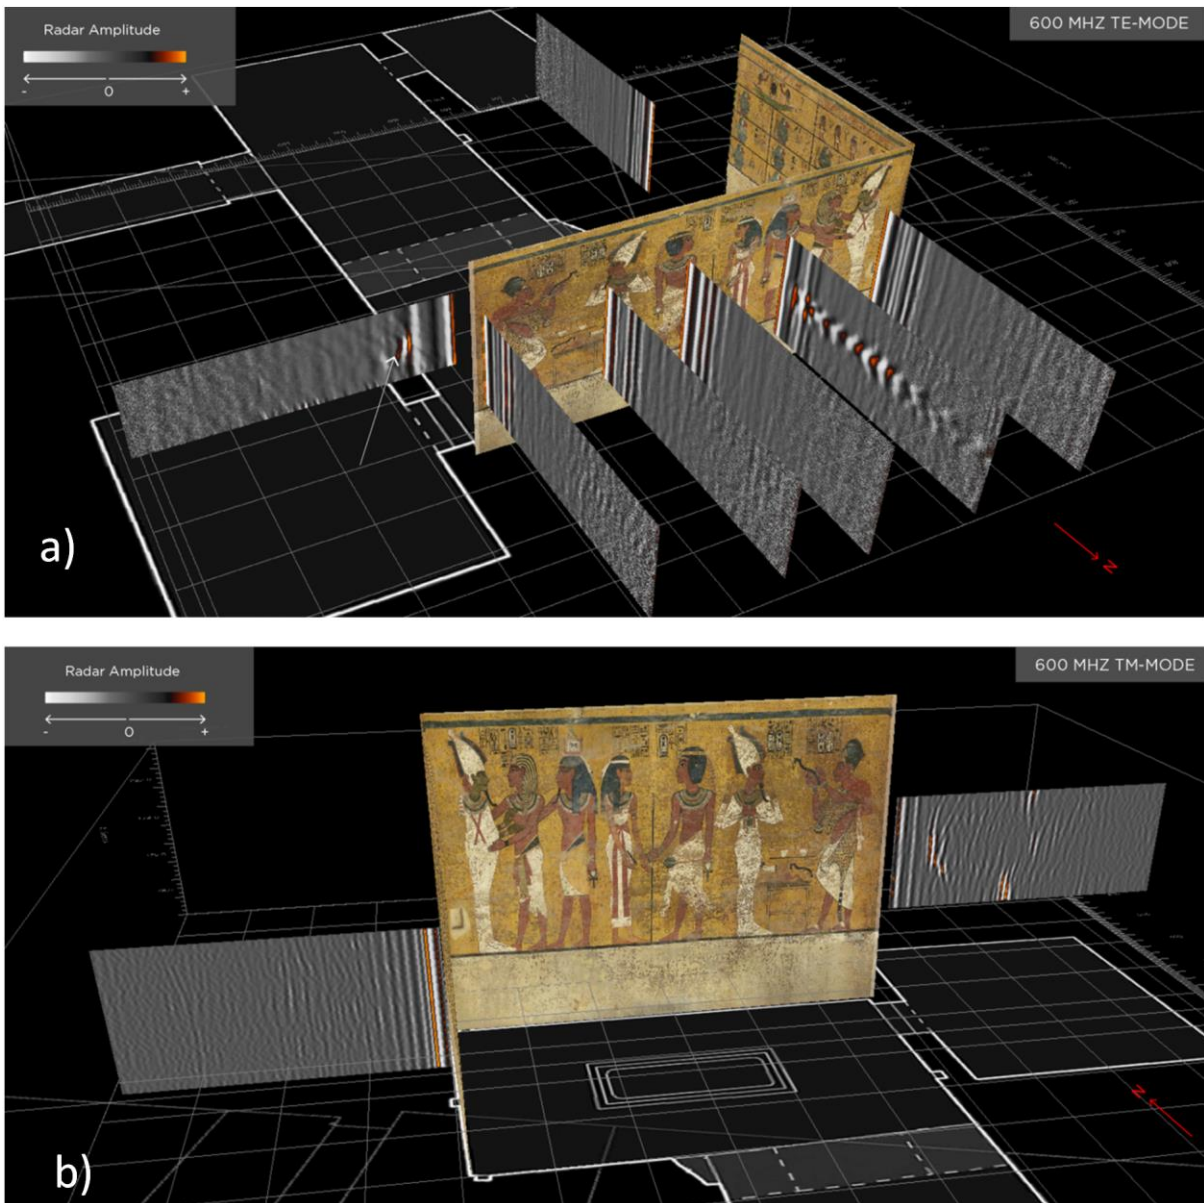 Radar Amplitude
- 0 +
600 MHZ TE-MODE
a)
N
Radar Amplitude
- 0 +
600 MHZ TM-MODE
b)
N